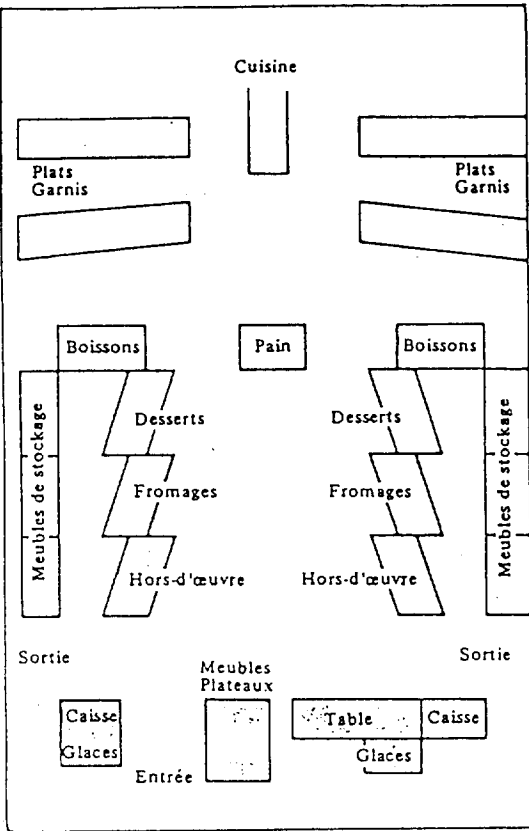 Cuisine
Plats
Garnis
Plats
Garnis
Boissons
Pain
Boissons
Meubles de stockage
Desserts
Desserts
Meubles de stockage
Fromages
Fromages
Hors-d'œuvre
Hors-d'œuvre
Sortie
Sortie
Meubles
Plateaux
Caisse
Glaces
Table
Caisse
Glaces
Entrée